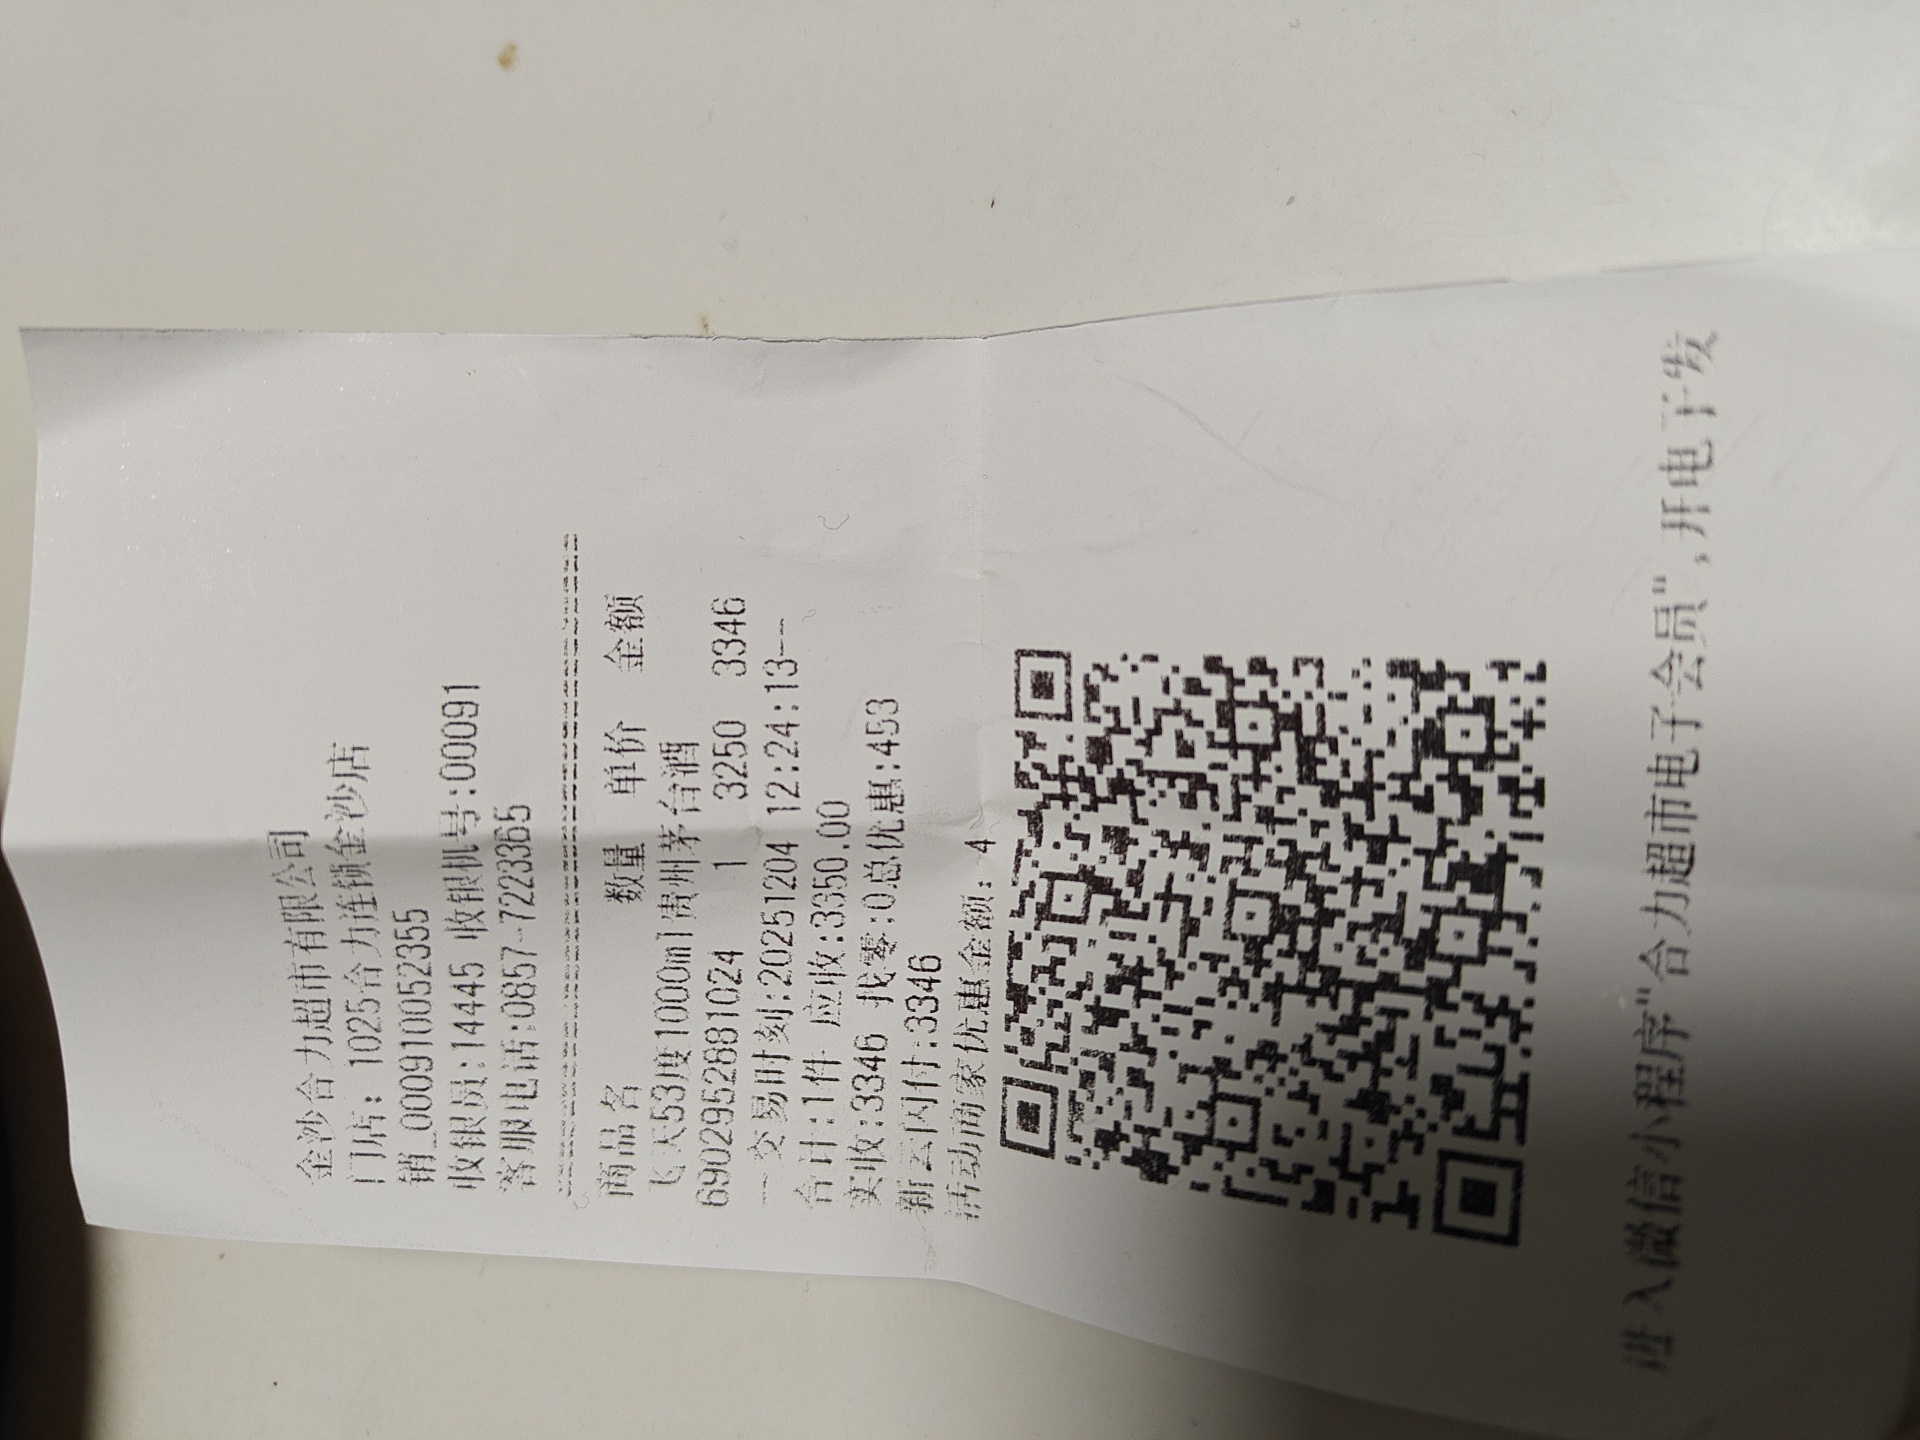 金沙合力超市有限公司
门店: 1025合力连锁金沙店
销_000910052355
收银员:14445 收银机号:00091
客服电话:0857-7223365
商品名 数量 单价 金额
飞天53度1000ml贵州茅台酒
6902952881024 1 3250 3346
—交易时刻:20251204 12:24:13—
合计:1件 应收:3350.00
实收:3346 找零:0总优惠:453
新云闪付:3346
活动商家优惠金额: 4
进入微信小程序"合力超市电子会员",开电子发